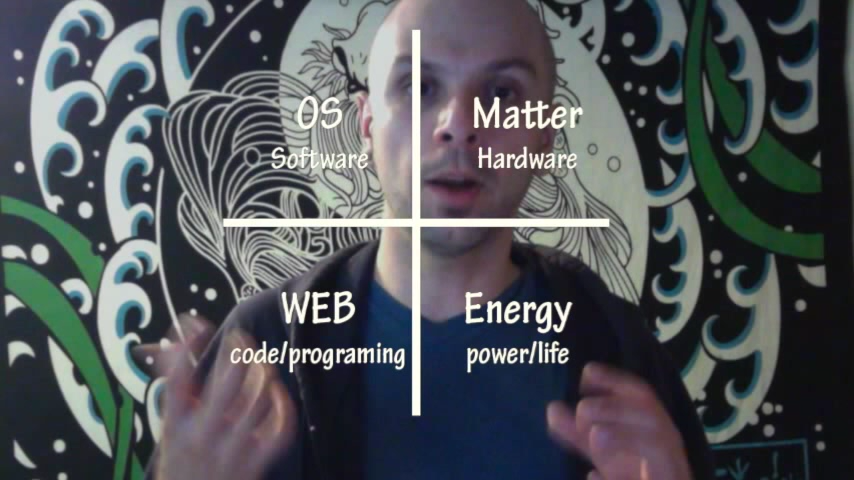 OS
Software
Matter
Hardware
WEB
code/programing
Energy
power/life